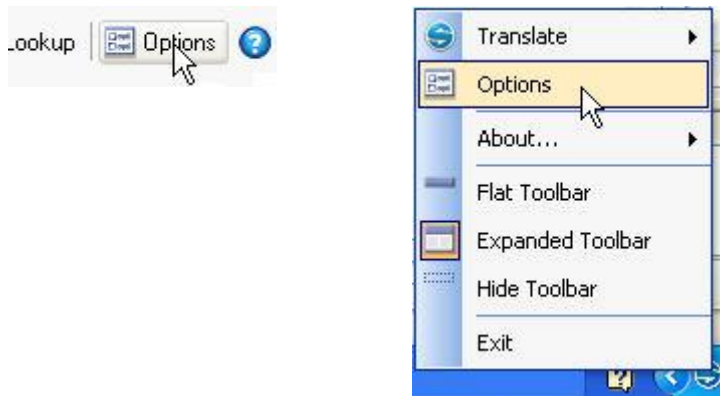 .ookup Options
Translate
Options
About...
Flat Toolbar
Expanded Toolbar
Hide Toolbar
Exit